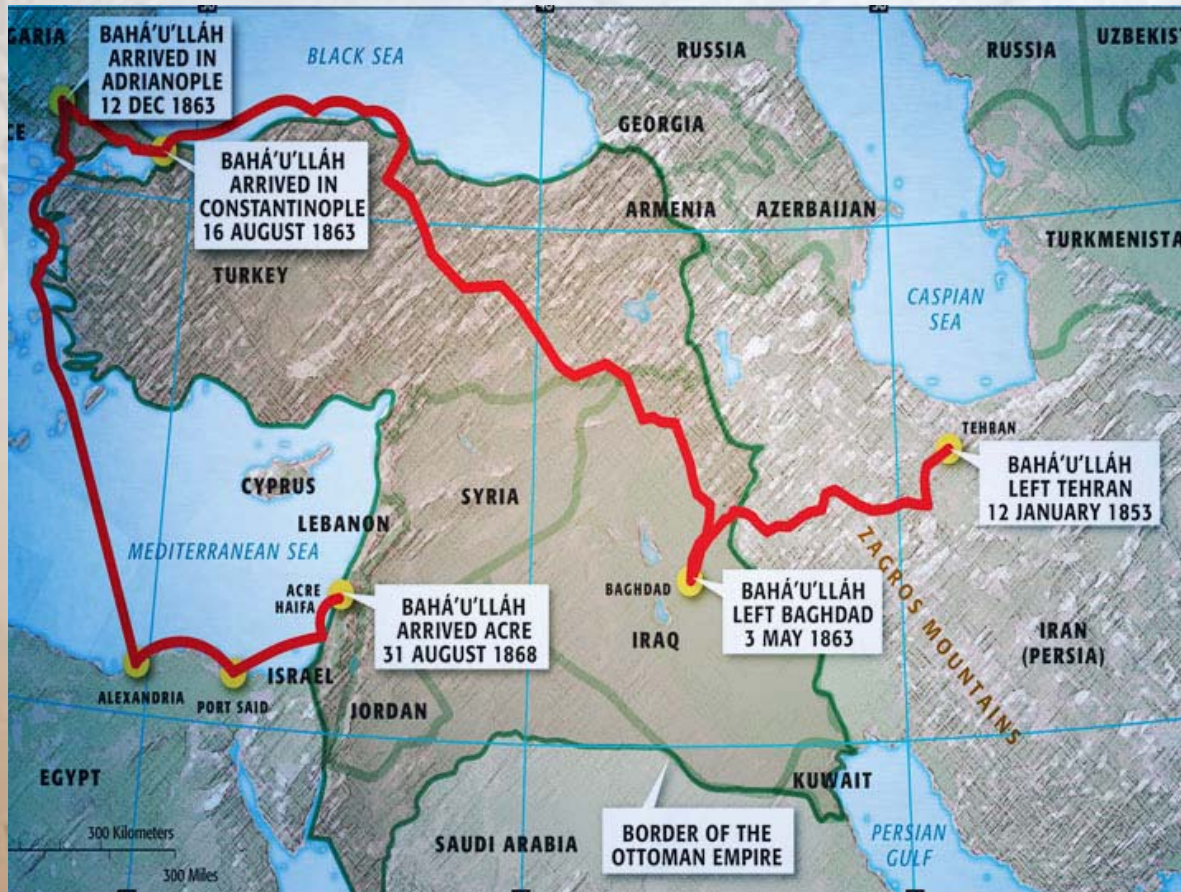 GARIA
BAHÁ'U'LLÁH
ARRIVED IN
ADRIANOPLE
12 DEC 1863
BLACK SEA
RUSSIA
RUSSIA
UZBEKIST
CE
GEORGIA
BAHÁ'U'LLÁH
ARRIVED IN
CONSTANTINOPLE
16 AUGUST 1863
ARMENIA
AZERBAIJAN
TURKMENISTA
TURKEY
CASPIAN
SEA
TEHRAN
BAHÁ'U'LLÁH
LEFT TEHRAN
12 JANUARY 1853
CYPRUS
SYRIA
LEBANON
MEDITERRANEAN SEA
ZAGROS MOUNTAINS
ACRE
HAIFA
BAHÁ'U'LLÁH
ARRIVED ACRE
31 AUGUST 1868
BAGHDAD
BAHÁ'U'LLÁH
LEFT BAGHDAD
3 MAY 1863
IRAQ
IRAN
(PERSIA)
ISRAEL
ALEXANDRIA
PORT SAID
JORDAN
EGYPT
KUWAIT
300 Kilometers
300 Miles
SAUDI ARABIA
BORDER OF THE
OTTOMAN EMPIRE
PERSIAN
GULF